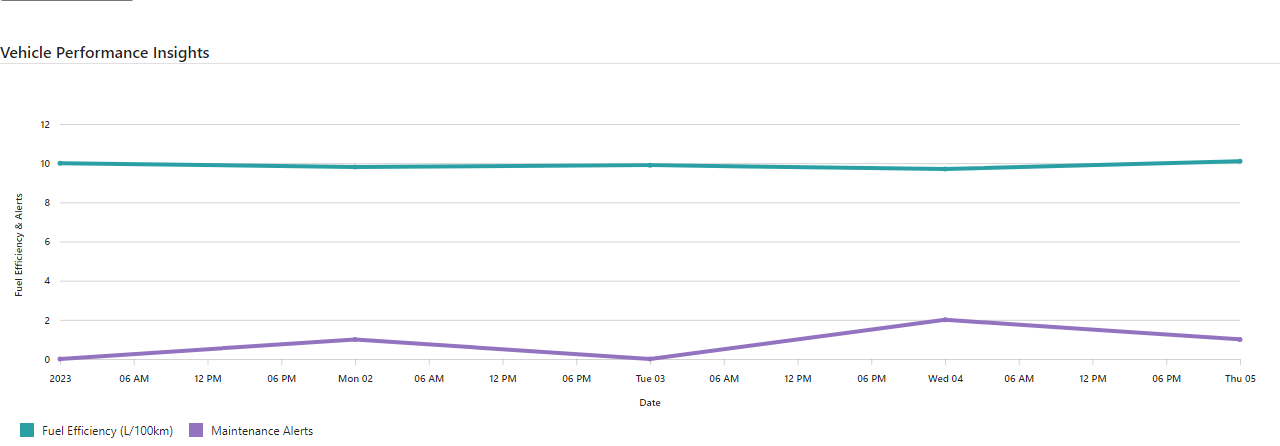 Vehicle Performance Insights
12
10
8
6
4
2
0
Fuel Efficiency & Alerts
2023 06 AM 12 PM 06 PM Mon 02 06 AM 12 PM 06 PM Tue 03 06 AM 12 PM 06 PM Wed 04 06 AM 12 PM 06 PM Thu 05
Date
Fuel Efficiency (L/100km) Maintenance Alerts